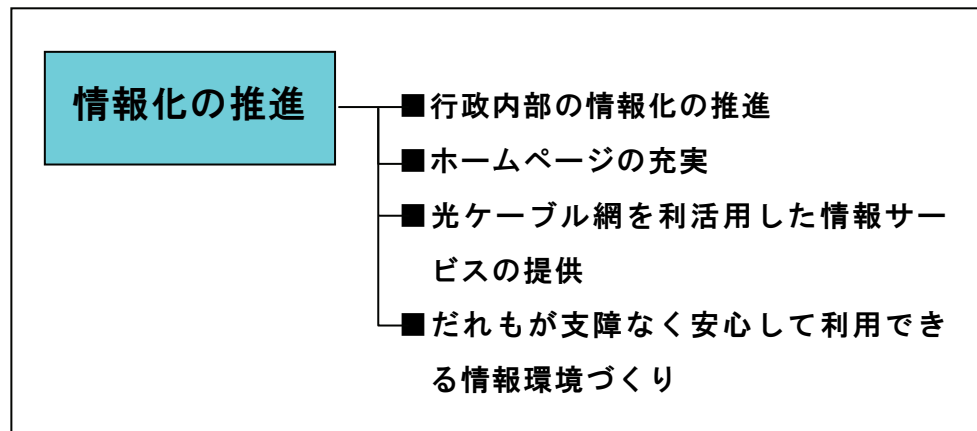 情報化の推進
■行政内部の情報化の推進
■ホームページの充実
■光ケーブル網を利活用した情報サー
ビスの提供
■だれもが支障なく安心して利用でき
る情報環境づくり